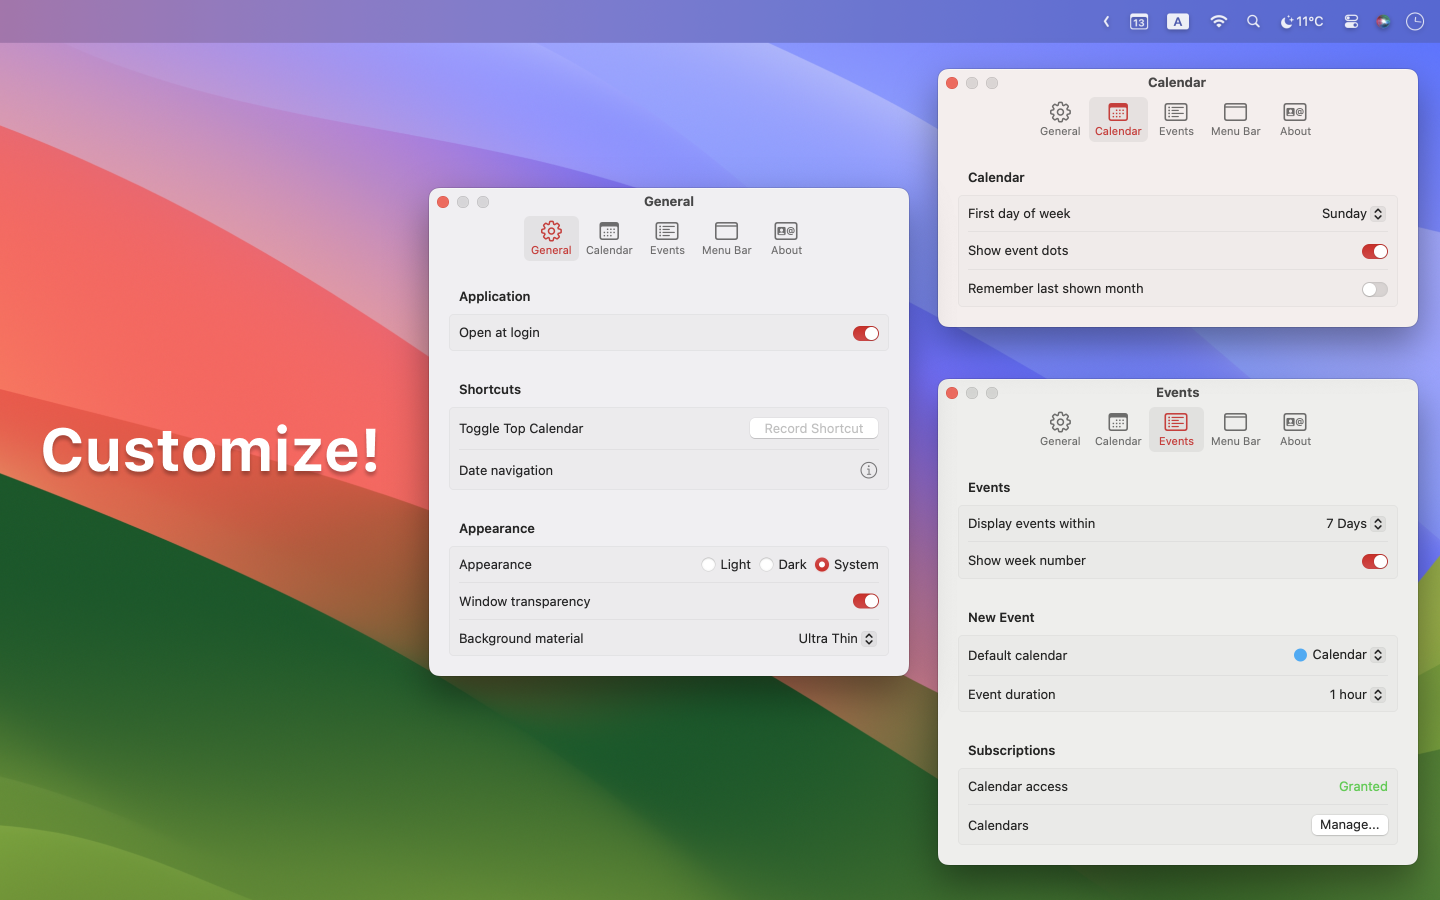 13 A 11°C
Customize!
General
General Calendar Events Menu Bar About
Application
Open at login
Shortcuts
Toggle Top Calendar Record Shortcut
Date navigation
Appearance
Appearance Light Dark System
Window transparency
Background material Ultra Thin
Calendar
General Calendar Events Menu Bar About
Calendar
First day of week Sunday
Show event dots
Remember last shown month
Events
General Calendar Events Menu Bar About
Events
Display events within 7 Days
Show week number
New Event
Default calendar Calendar
Event duration 1 hour
Subscriptions
Calendar access Granted
Calendars Manage...